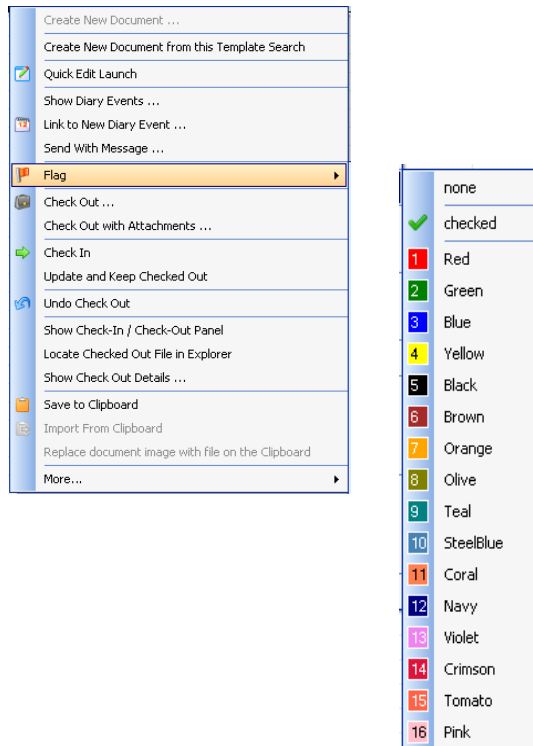 Create New Document ...
Create New Document from this Template Search
Quick Edit Launch
Show Diary Events ...
12 Link to New Diary Event ...
Send With Message ...
Flag
Check Out ...
Check Out with Attachments ...
Check In
Update and Keep Checked Out
Undo Check Out
Show Check-In / Check-Out Panel
Locate Checked Out File in Explorer
Show Check Out Details ...
Save to Clipboard
Import From Clipboard
Replace document image with file on the Clipboard
More...
none
checked
1 Red
2 Green
3 Blue
4 Yellow
5 Black
6 Brown
7 Orange
8 Olive
9 Teal
10 SteelBlue
11 Coral
12 Navy
13 Violet
14 Crimson
15 Tomato
16 Pink